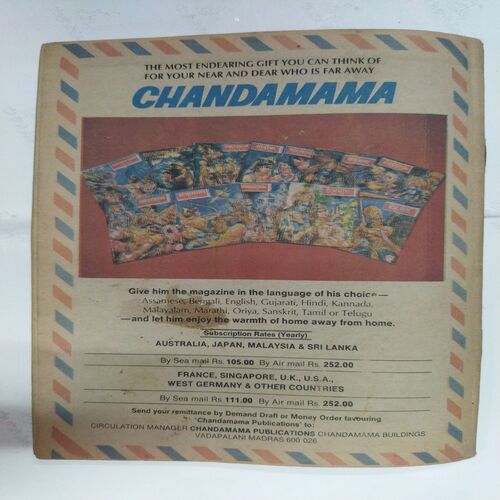 THE MOST ENDEARING GIFT YOU CAN THINK OF
FOR YOUR NEAR AND DEAR WHO IS FAR AWAY
CHANDAMAMA
Give him the magazine in the language of his choice—
Assamese, Bengali, English, Gujarati, Hindi, Kannada,
Malayalam, Marathi, Oriya, Sanskrit, Tamil or Telugu
—and let him enjoy the warmth of home away from home.
Subscription Rates (Yearly)
AUSTRALIA, JAPAN, MALAYSIA & SRI LANKA
By Sea mail Rs. 105.00 By Air mail Rs. 252.00
FRANCE, SINGAPORE, U.K., U.S.A.,
WEST GERMANY & OTHER COUNTRIES
By Sea mail Rs. 111.00 By Air mail Rs. 252.00
Send your remittance by Demand Draft or Money Order favouring
'Chandamama Publications' to:
CIRCULATION MANAGER CHANDAMAMA PUBLICATIONS CHANDAMAMA BUILDINGS
VADAPALANI MADRAS 600 026